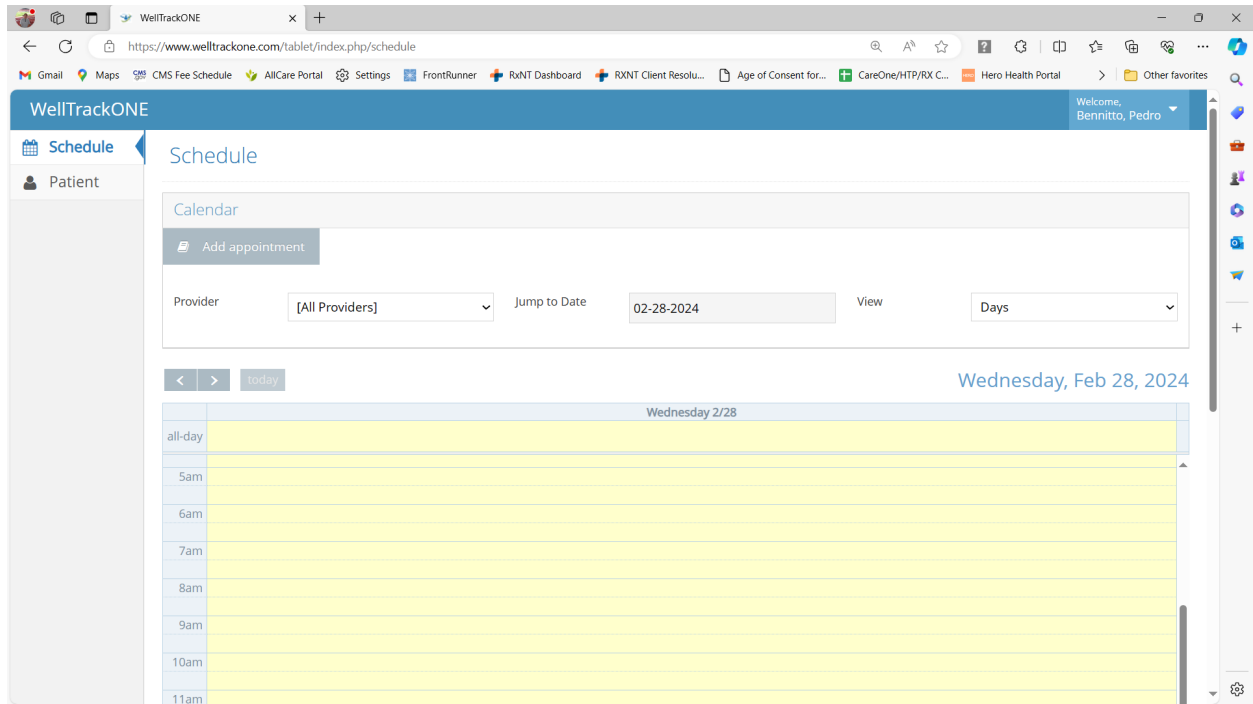 WellTrackONE
https://www.welltrackone.com/tablet/index.php/schedule
Gmail Maps CMS CMS Fee Schedule AllCare Portal Settings FrontRunner RxNT Dashboard RXNT Client Resolu... Age of Consent for... CareOne/HTP/RX C... Hero Health Portal Other favorites
WellTrackONE
Welcome,
Bennitto, Pedro
Schedule
Patient
Schedule
Calendar
Add appointment
Provider [All Providers] Jump to Date 02-28-2024 View Days
today
Wednesday, Feb 28, 2024
Wednesday 2/28
all-day
5am
6am
7am
8am
9am
10am
11am